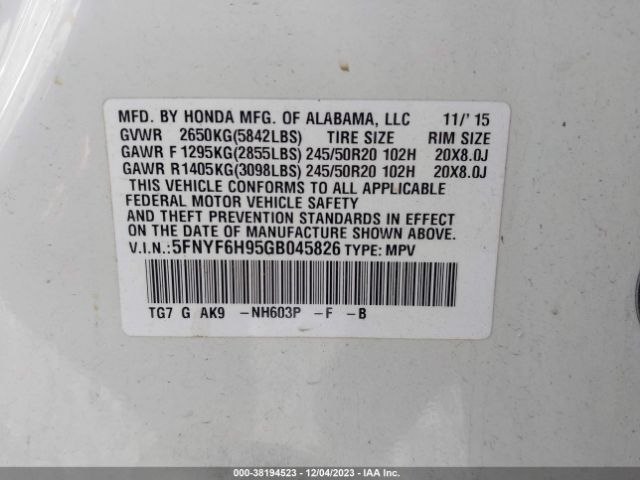 MFD. BY HONDA MFG. OF ALABAMA, LLC 11/'15
GVWR 2650KG(5842LBS) TIRE SIZE RIM SIZE
GAWR F 1295KG(2855LBS) 245/50R20 102H 20X8.0J
GAWR R 1405KG(3098LBS) 245/50R20 102H 20X8.0J
THIS VEHICLE CONFORMS TO ALL APPLICABLE
FEDERAL MOTOR VEHICLE SAFETY
AND THEFT PREVENTION STANDARDS IN EFFECT
ON THE DATE OF MANUFACTURE SHOWN ABOVE.
V.I.N.:5FNYF6H95GB045826 TYPE: MPV
TG7 G AK9 -NH603P -F -B
000-38194523 - 12/04/2023 - IAA Inc.